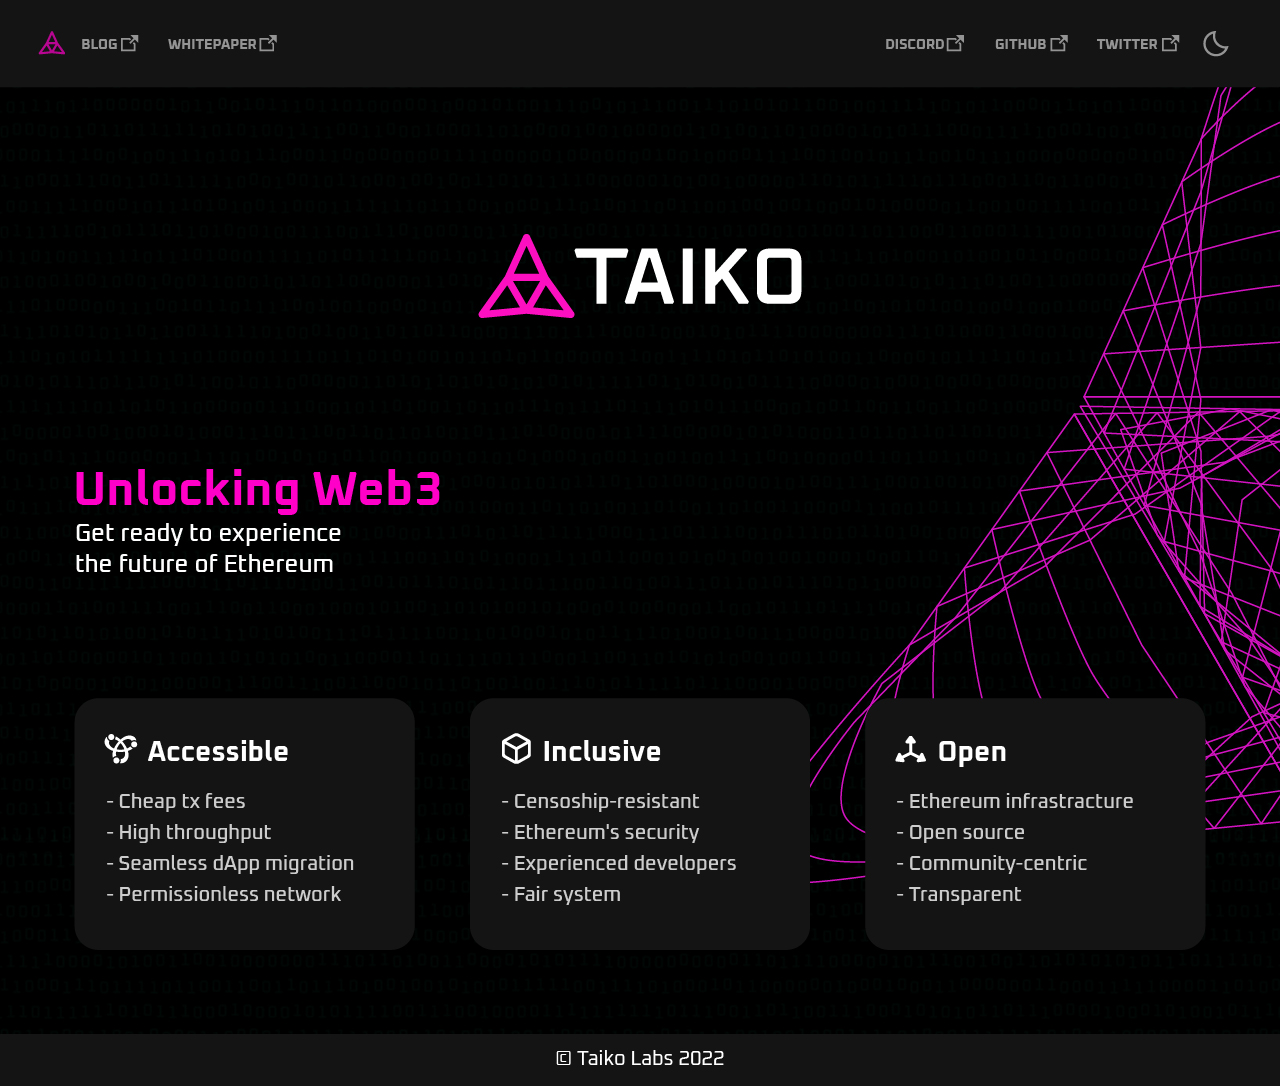 BLOG WHITEPAPER DISCORD GITHUB TWITTER
TAIKO
Unlocking Web3
Get ready to experience
the future of Ethereum
Accessible
- Cheap tx fees
- High throughput
- Seamless dApp migration
- Permissionless network
Inclusive
- Censoship-resistant
- Ethereum's security
- Experienced developers
- Fair system
Open
- Ethereum infrastracture
- Open source
- Community-centric
- Transparent
© Taiko Labs 2022